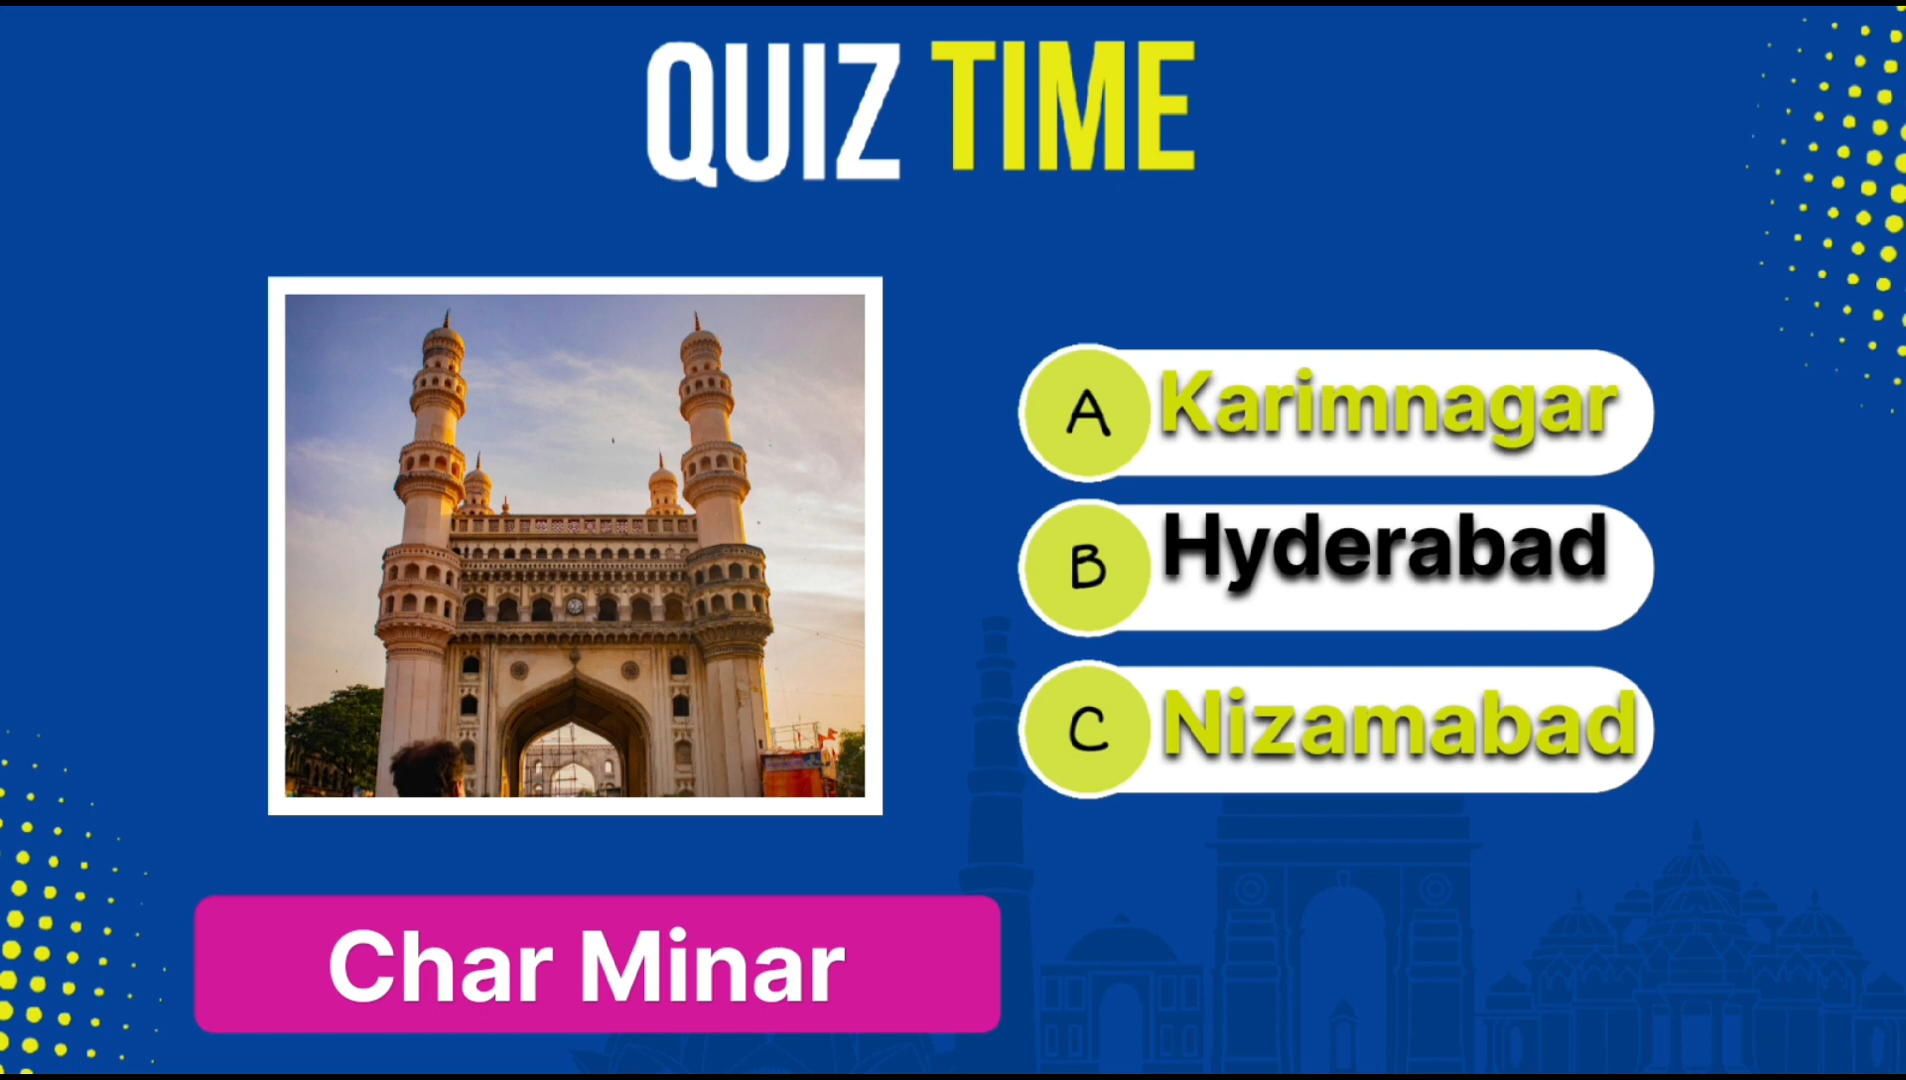 QUIZ TIME
A Karimnagar
B Hyderabad
C Nizamabad
Char Minar